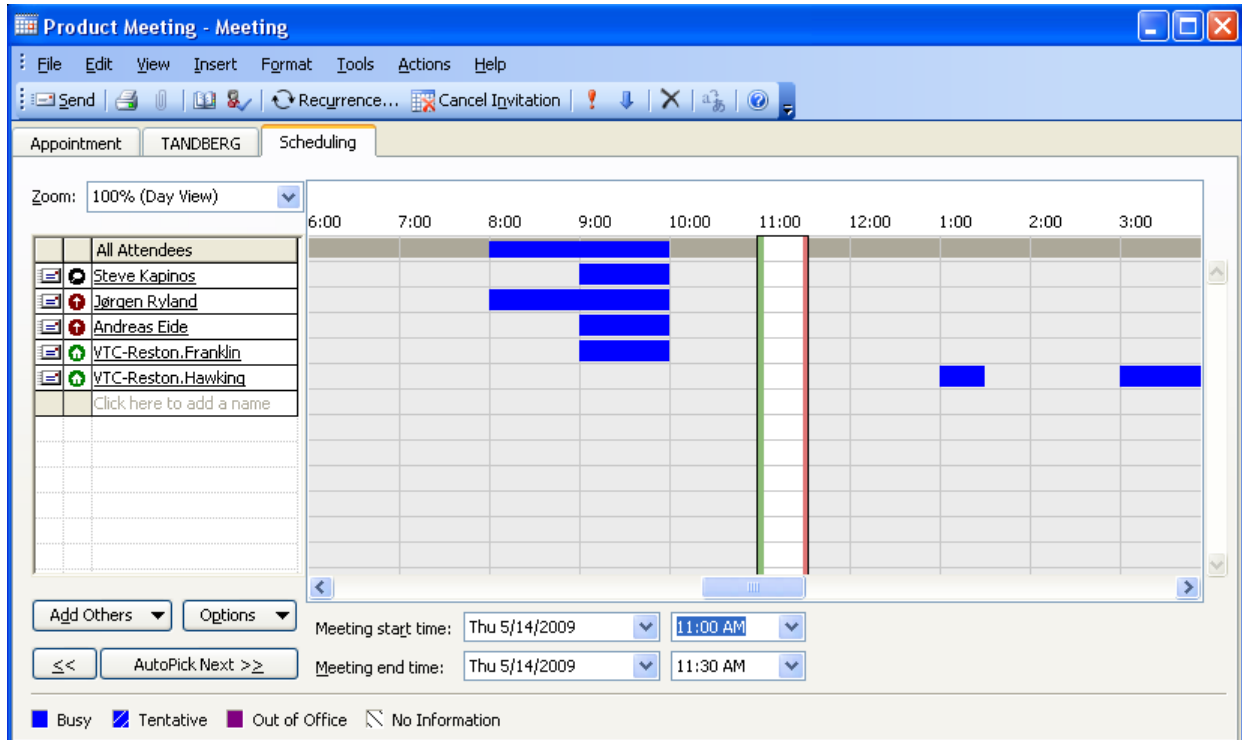 Product Meeting - Meeting
File Edit View Insert Format Tools Actions Help
Send Recurrence... Cancel Invitation
Appointment TANDBERG Scheduling
Zoom: 100% (Day View)
6:00 7:00 8:00 9:00 10:00 11:00 12:00 1:00 2:00 3:00
All Attendees
Steve Kapinos
Jørgen Ryland
Andreas Eide
VTC-Reston.Franklin
VTC-Reston.Hawking
Click here to add a name
Add Others Options
Meeting start time: Thu 5/14/2009 11:00 AM
<< AutoPick Next >>
Meeting end time: Thu 5/14/2009 11:30 AM
Busy Tentative Out of Office No Information